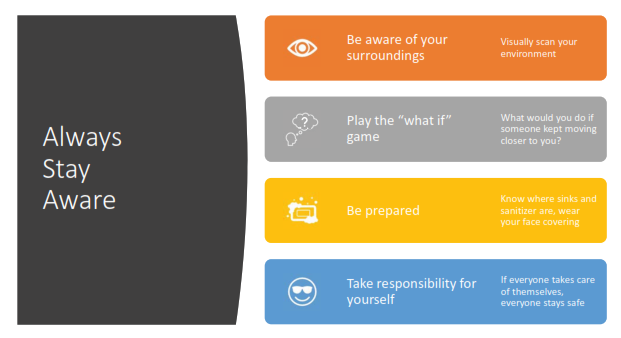 Always
Stay
Aware
Be aware of your
surroundings
Visually scan your
environment
?
Play the “what if”
game
What would you do if
someone kept moving
closer to you?
Be prepared
Know where sinks and
sanitizer are, wear
your face covering
Take responsibility for
yourself
If everyone takes care
of themselves,
everyone stays safe